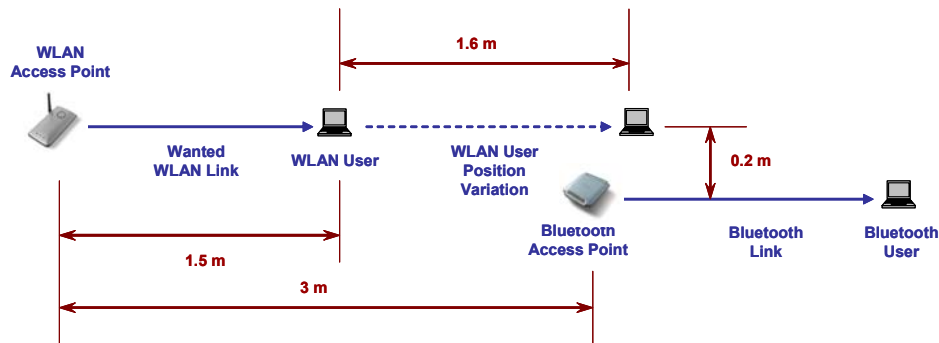 WLAN
Access Point
1.6 m
Wanted
WLAN Link
WLAN User
WLAN User
Position
Variation
0.2 m
Bluetooth
Access Point
Bluetooth
Link
Bluetooth
User
1.5 m
3 m